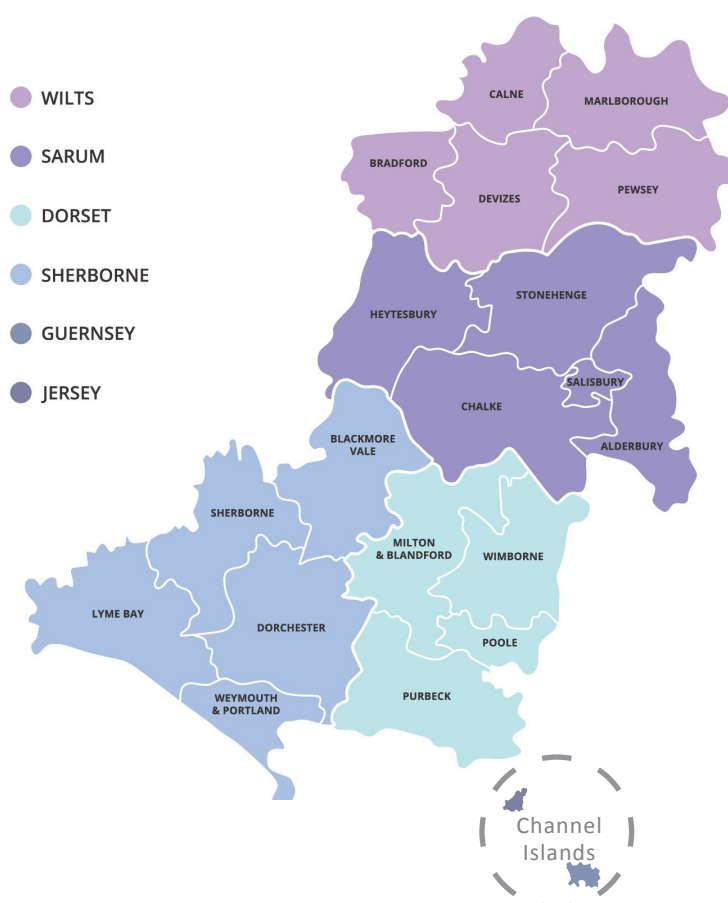 WILTS
SARUM
DORSET
SHERBORNE
GUERNSEY
JERSEY
CALNE
MARLBOROUGH
BRADFORD
DEVIZES
PEWSEY
STONEHENGE
HEYTESBURY
SALISBURY
CHALKE
ALDERBURY
BLACKMORE
VALE
SHERBORNE
MILTON
& BLANDFORD
WIMBORNE
LYME BAY
DORCHESTER
POOLE
WEYMOUTH
& PORTLAND
PURBECK
Channel
Islands